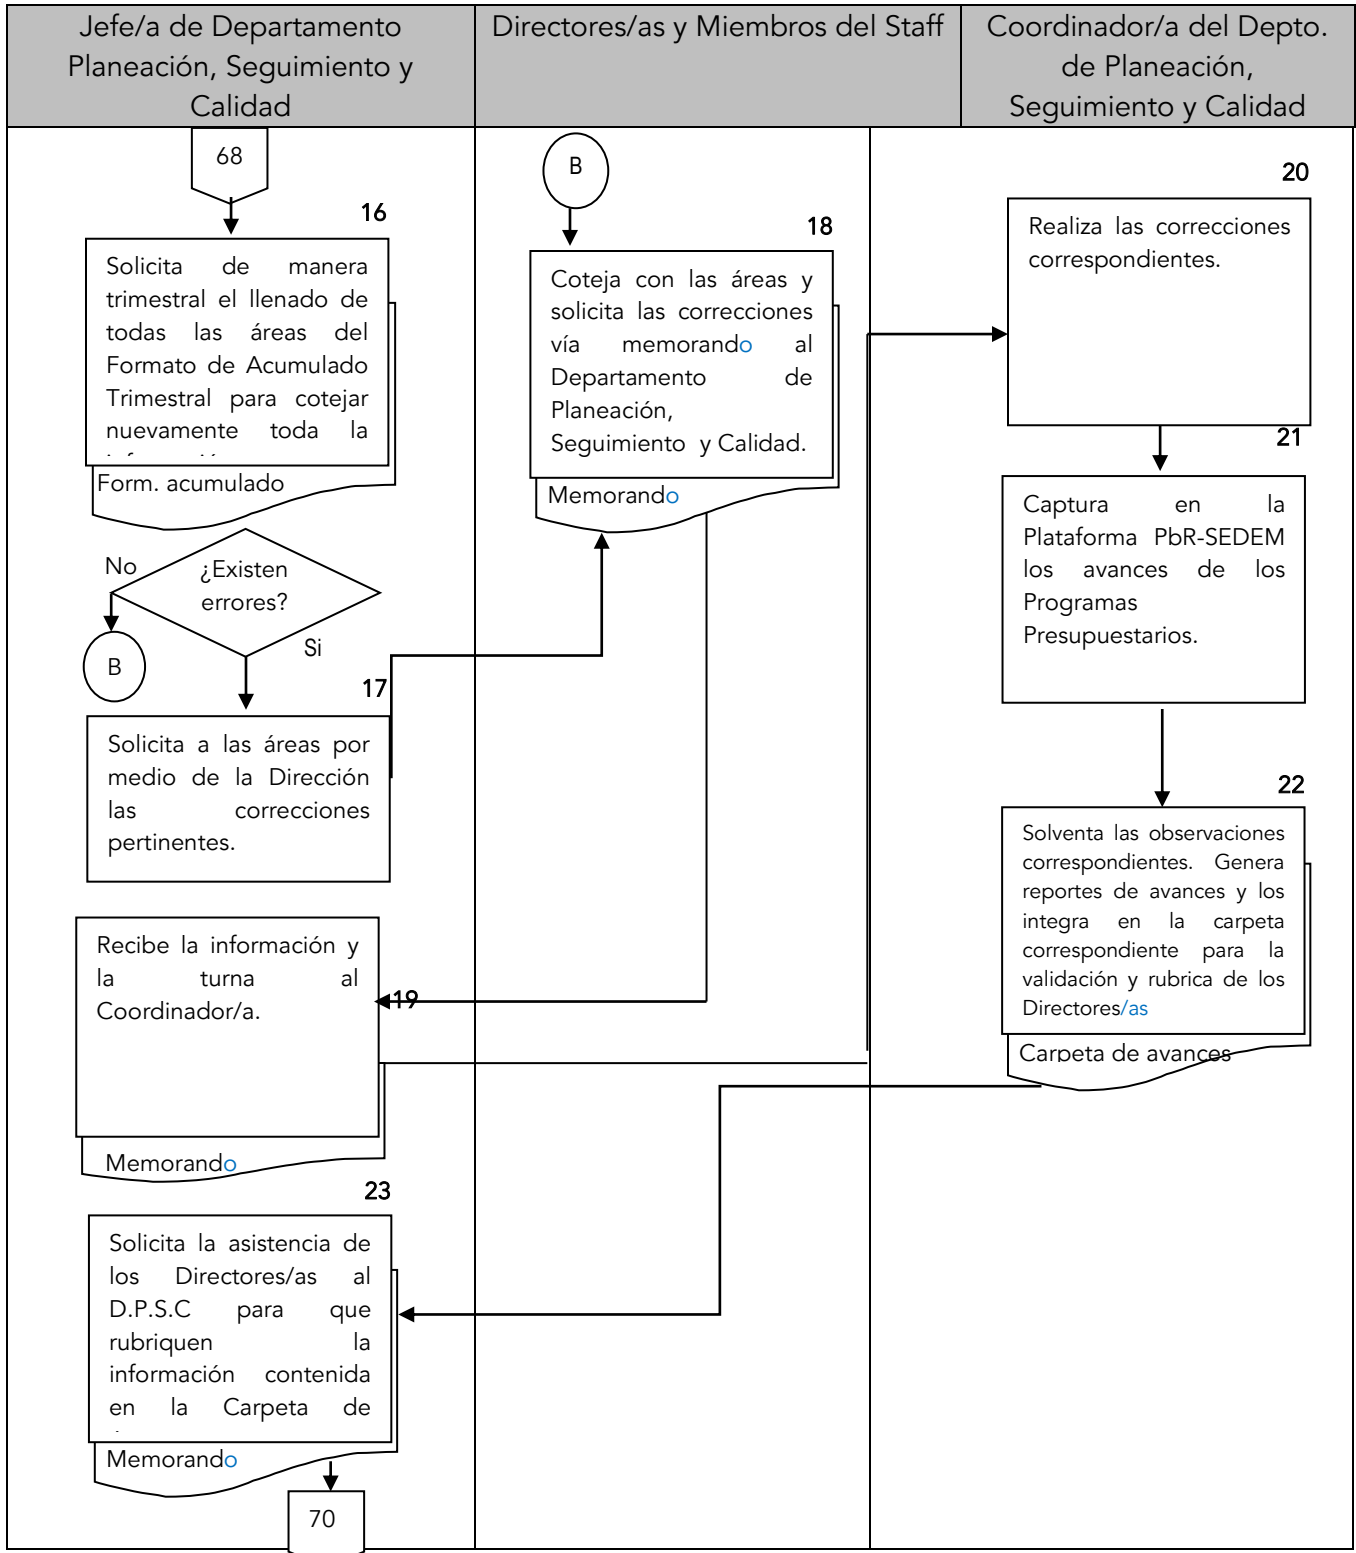 Jefe/a de Departamento
Planeación, Seguimiento y
Calidad
Directores/as y Miembros del Staff
Coordinador/a del Depto.
de Planeación,
Seguimiento y Calidad
68
16
Solicita de manera
trimestral el llenado de
todas las áreas del
Formato de Acumulado
Trimestral para cotejar
nuevamente toda la
Form. acumulado
¿Existen
errores?
No
Si
B
17
Solicita a las áreas por
medio de la Dirección
las correcciones
pertinentes.
B
18
Coteja con las áreas y
solicita las correcciones
vía memorando al
Departamento de
Planeación,
Seguimiento y Calidad.
Memorando
19
Recibe la información y
la turna al
Coordinador/a.
Memorando
20
Realiza las correcciones
correspondientes.
21
Captura en la
Plataforma PbR-SEDEM
los avances de los
Programas
Presupuestarios.
22
Solventa las observaciones
correspondientes. Genera
reportes de avances y los
integra en la carpeta
correspondiente para la
validación y rubrica de los
Directores/as
Carpeta de avances
23
Solicita la asistencia de
los Directores/as al
D.P.S.C para que
rubriquen la
información contenida
en la Carpeta de
Memorando
70